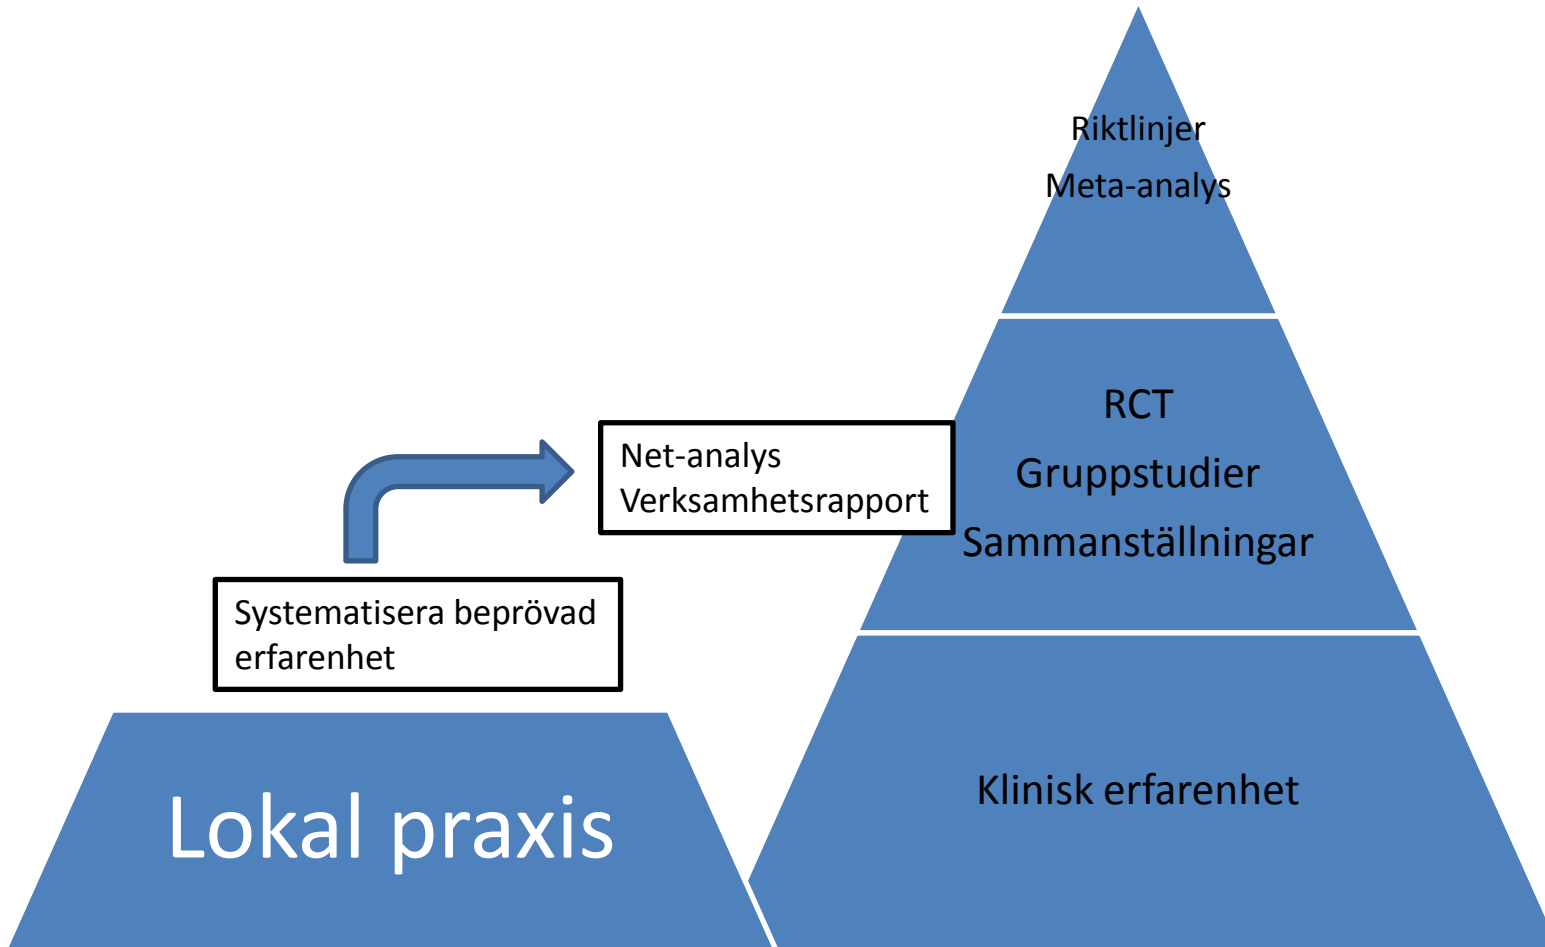 Riktlinjer
Meta-analys
RCT
Gruppstudier
Sammanställningar
Net-analys
Verksamhetsrapport
Systematisera beprövad
erfarenhet
Lokal praxis
Klinisk erfarenhet